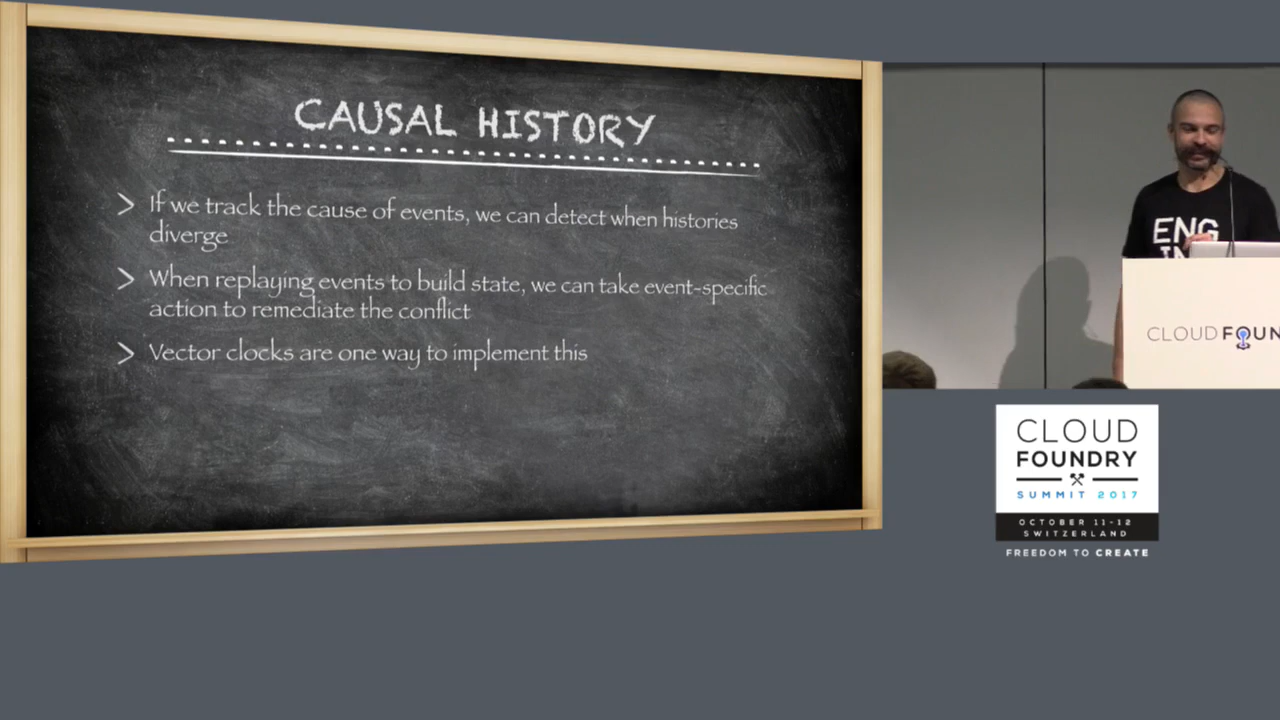 CAUSAL HISTORY
If we track the cause of events, we can detect when histories
diverge
When replaying events to build state, we can take event-specific
action to remediate the conflict
Vector clocks are one way to implement this
ENG
CLOUD FOUN
CLOUD
FOUNDRY
SUMMIT 2017
OCTOBER 11-12
SWITZERLAND
FREEDOM TO CREATE